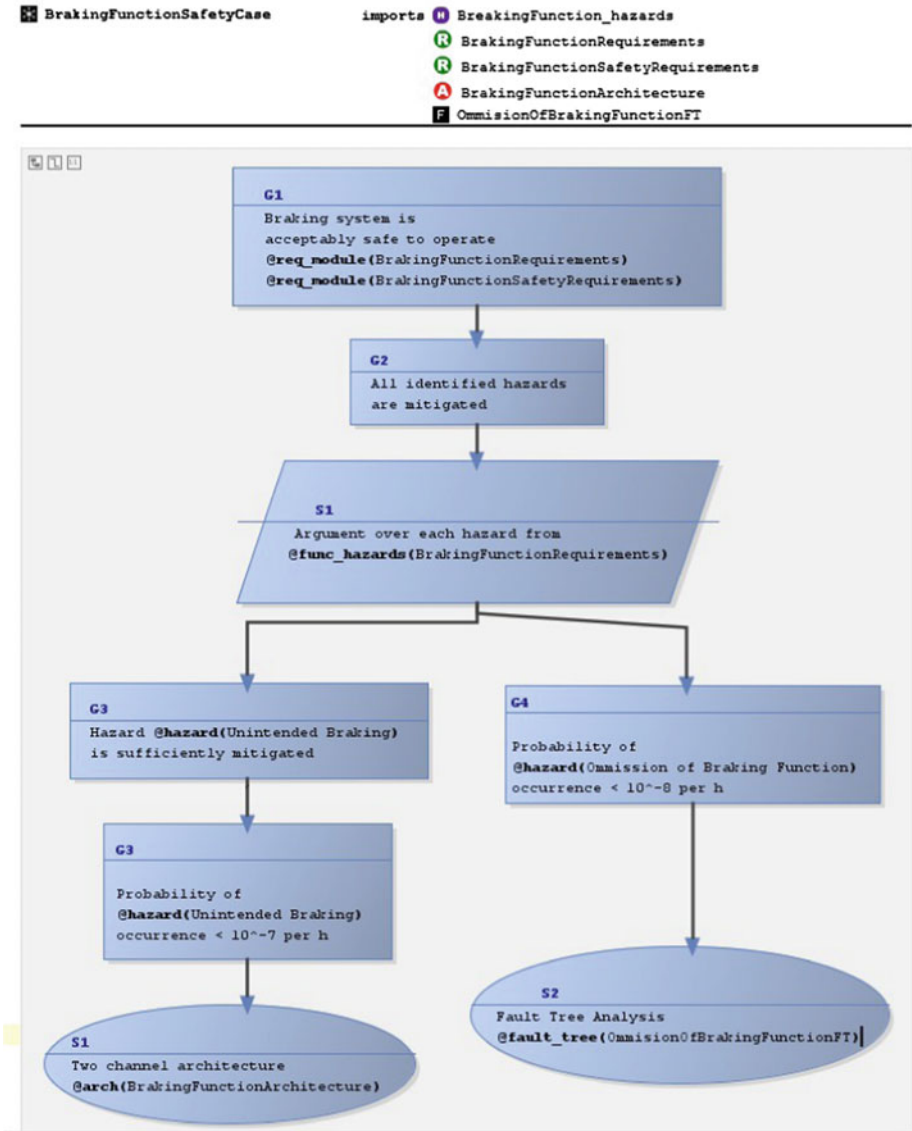 BrakingFunctionSafetyCase imports H BreakingFunction_hazards
R BrakingFunctionRequirements
R BrakingFunctionSafetyRequirements
A BrakingFunctionArchitecture
F OmmisionOfBrakingFunctionFT
G1
Braking system is
acceptably safe to operate
@req_module(BrakingFunctionRequirements)
@req_module(BrakingFunctionSafetyRequirements)
G2
All identified hazards
are mitigated
S1
Argument over each hazard from
@func_hazards(BrakingFunctionRequirements)
G3
Hazard @hazard(Unintended Braking)
is sufficiently mitigated
G4
Probability of
@hazard(Ommission of Braking Function)
occurrence < 10^-8 per h
G3
Probability of
@hazard(Unintended Braking)
occurrence < 10^-7 per h
S2
Fault Tree Analysis
@fault_tree(OmmisionOfBrakingFunctionFT)
S1
Two channel architecture
@arch(BrakingFunctionArchitecture)